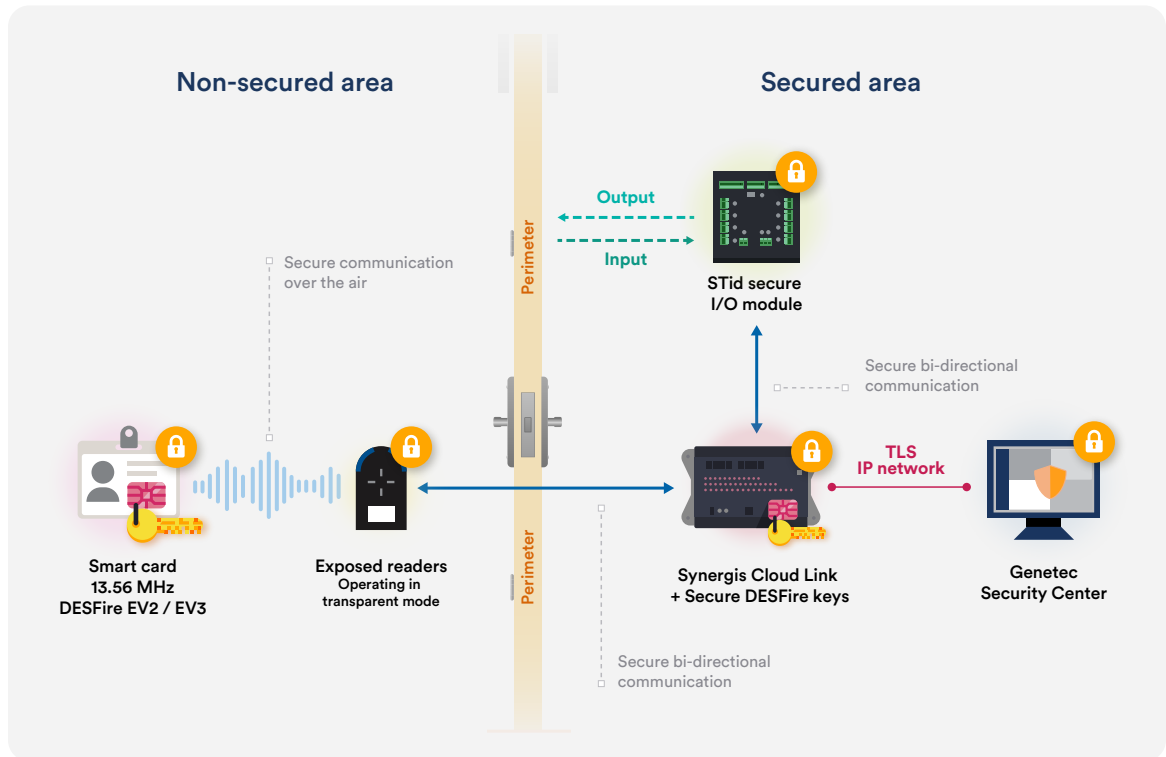 Non-secured area
Secured area
Output
Input
Perimeter
STid secure
I/O module
Secure communication
over the air
Secure bi-directional
communication
TLS
IP network
Smart card
13.56 MHz
DESFire EV2 / EV3
Exposed readers
Operating in
transparent mode
Perimeter
Synergis Cloud Link
+ Secure DESFire keys
Genetec
Security Center
Secure bi-directional
communication